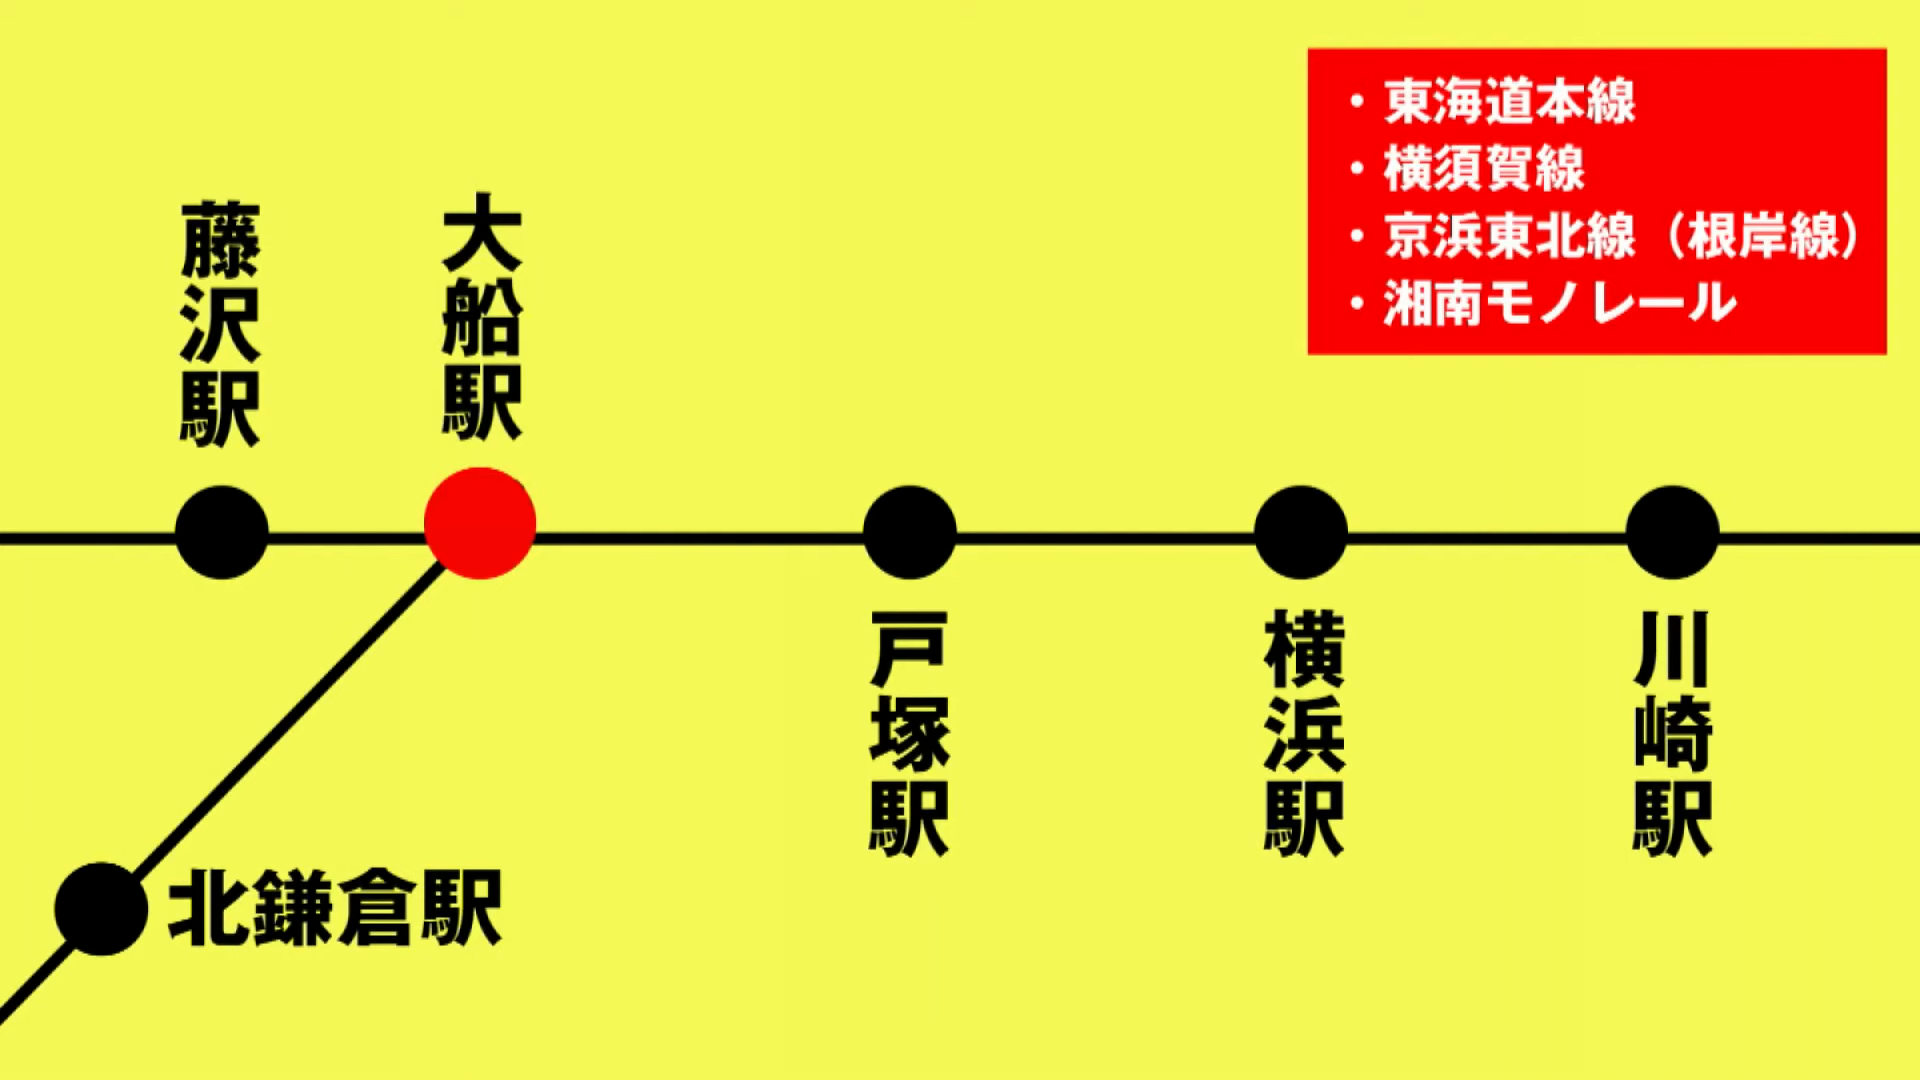 ・東海道本線
・横須賀線
・京浜東北線（根岸線）
・湘南モノレール
藤沢駅
大船駅
戸塚駅
横浜駅
川崎駅
北鎌倉駅